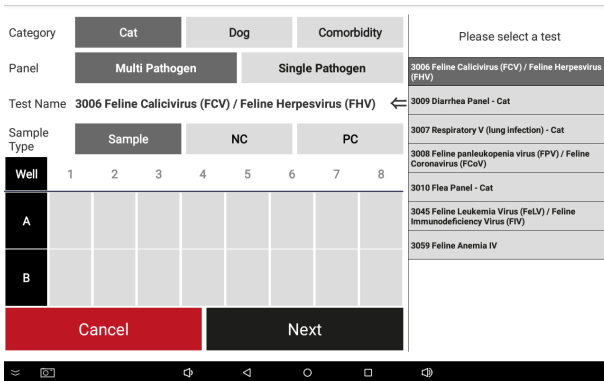 Category Cat Dog Comorbidity
Panel Multi Pathogen Single Pathogen
Test Name 3006 Feline Calicivirus (FCV) / Feline Herpesvirus (FHV)
Sample
Type
Sample NC PC
Well 1 2 3 4 5 6 7 8
A
B
Cancel Next
Please select a test
3006 Feline Calicivirus (FCV) / Feline Herpesvirus
(FHV)
3009 Diarrhea Panel - Cat
3007 Respiratory V (lung infection) - Cat
3008 Feline panleukopenia virus (FPV) / Feline
Coronavirus (FCoV)
3010 Flea Panel - Cat
3045 Feline Leukemia Virus (FeLV) / Feline
Immunodeficiency Virus (FIV)
3059 Feline Anemia IV